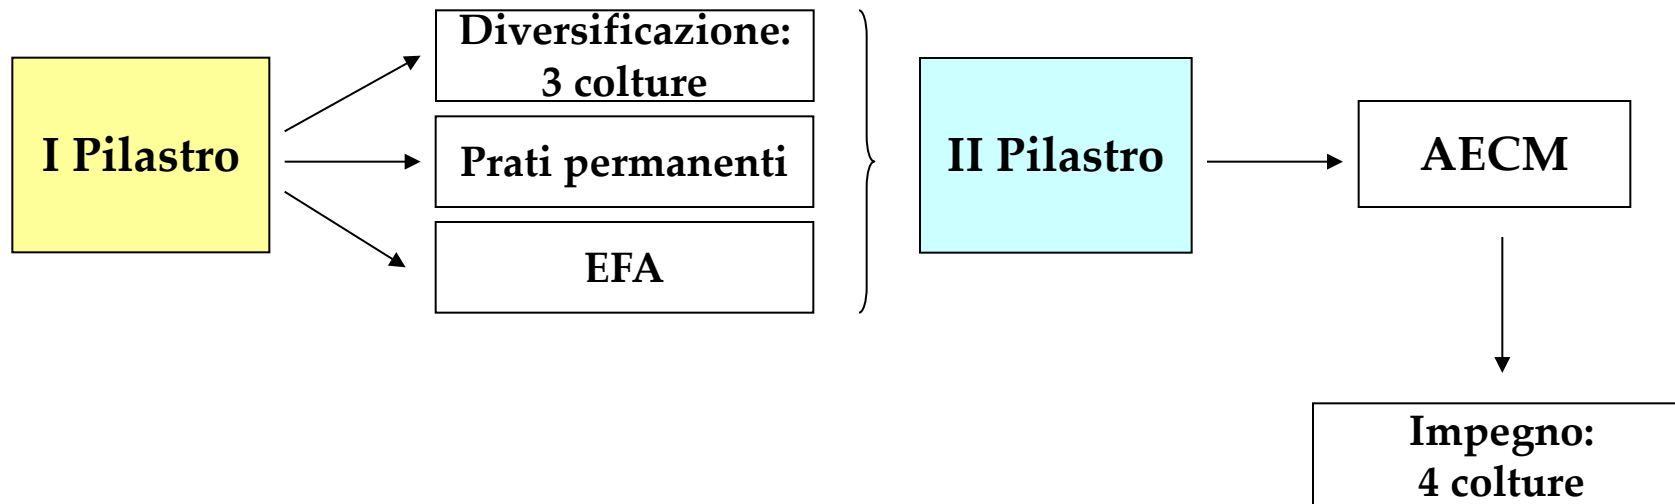 I Pilastro
Diversificazione:
3 colture
Prati permanenti
EFA
II Pilastro
AECM
Impegno:
4 colture